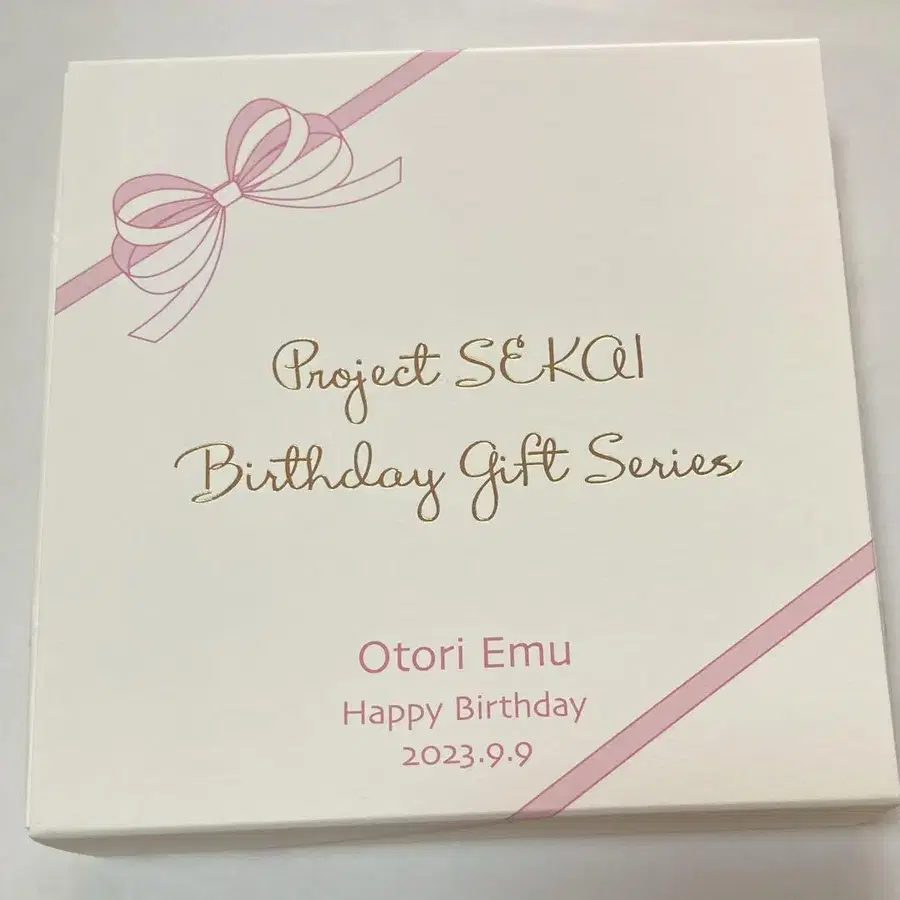 Project SEKAI
Birthday Gift Series
Otori Emu
Happy Birthday
2023.9.9